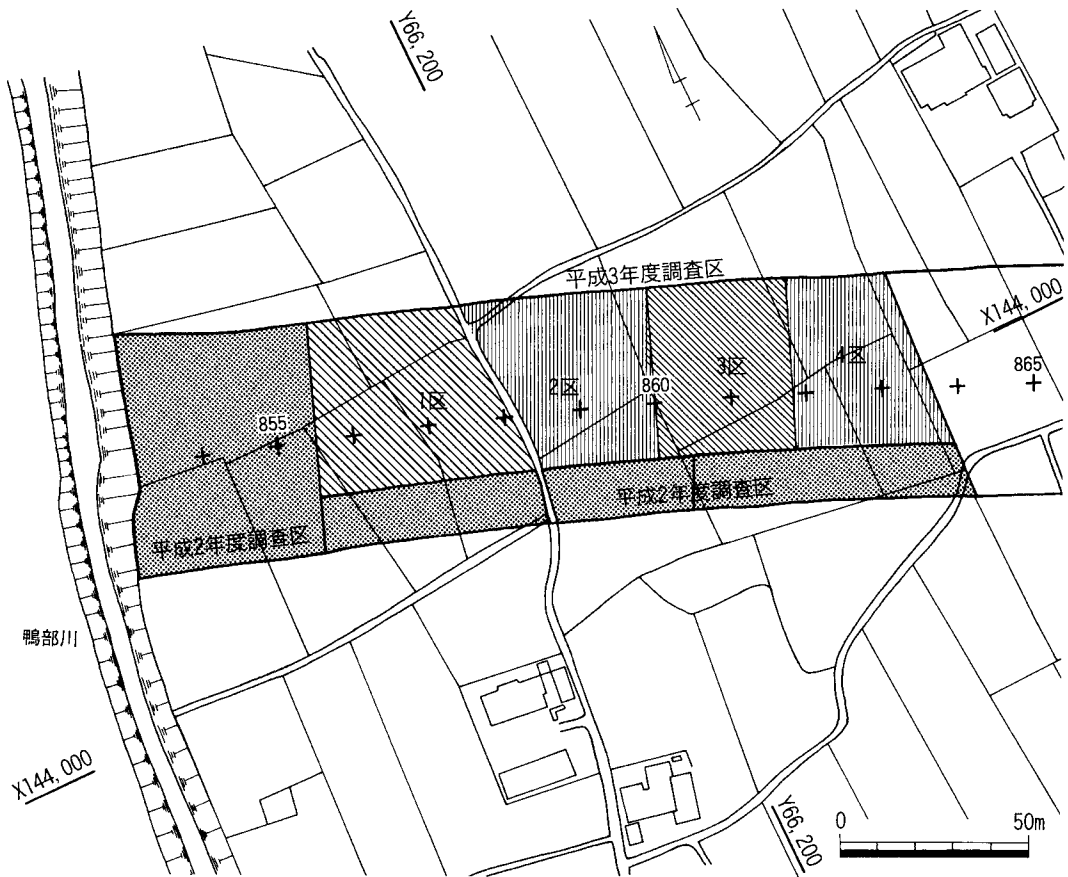 Y66,200
平成3年度調査区
X144,000
4区
3区
865
2区
860
1区
855
平成2年度調査区
平成2年度調査区
鴨部川
X144,000
Y66,200
0 50m